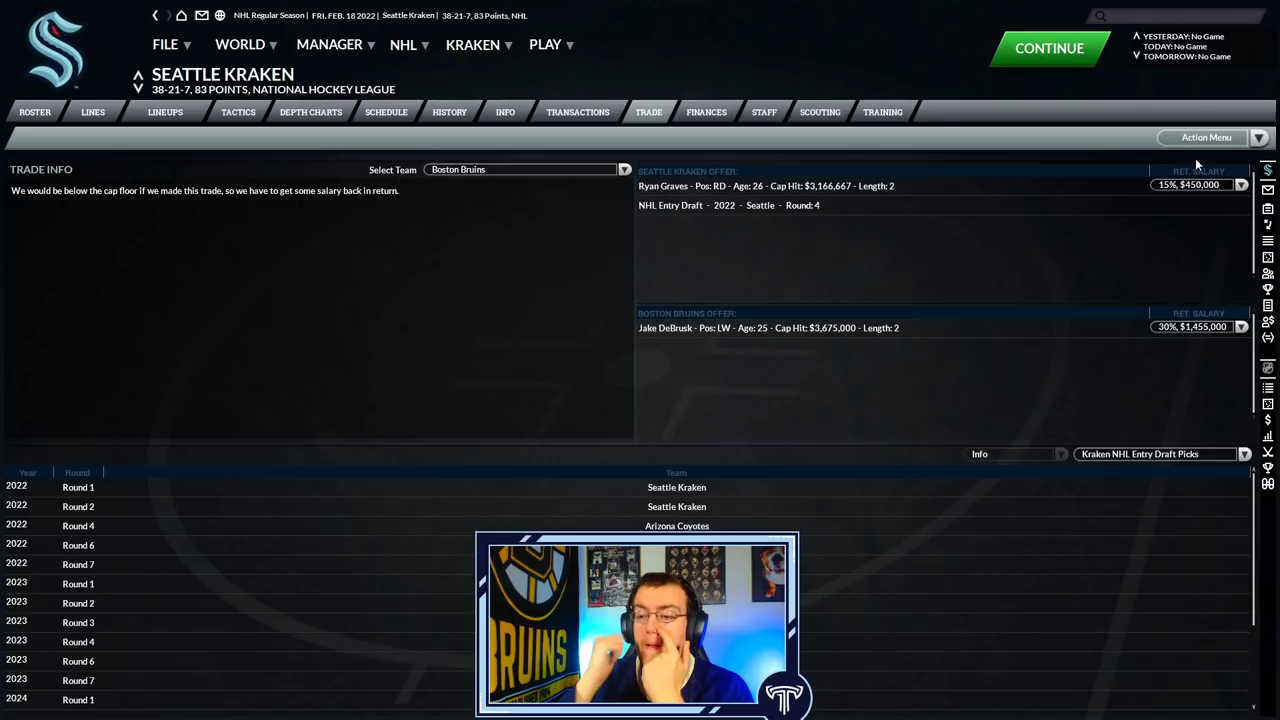 NHL Regular Season | FRI. FEB. 18 2022 | Seattle Kraken | 38-21-7, 83 Points, NHL
FILE WORLD MANAGER NHL KRAKEN PLAY
CONTINUE
YESTERDAY: No Game
TODAY: No Game
TOMORROW: No Game
SEATTLE KRAKEN
38-21-7, 83 POINTS, NATIONAL HOCKEY LEAGUE
ROSTER LINES LINEUPS TACTICS DEPTH CHARTS SCHEDULE HISTORY INFO TRANSACTIONS TRADE FINANCES STAFF SCOUTING TRAINING
Action Menu
TRADE INFO
Select Team Boston Bruins
We would be below the cap floor if we made this trade, so we have to get some salary back in return.
SEATTLE KRAKEN OFFER: RET. SALARY
Ryan Graves - Pos: RD - Age: 26 - Cap Hit: $3,166,667 - Length: 2 15%, $450,000
NHL Entry Draft - 2022 - Seattle - Round: 4
BOSTON BRUINS OFFER: RET. SALARY
Jake DeBrusk - Pos: LW - Age: 25 - Cap Hit: $3,675,000 - Length: 2 30%, $1,455,000
Info Kraken NHL Entry Draft Picks
Year Round Team
2022 Round 1 Seattle Kraken
2022 Round 2 Seattle Kraken
2022 Round 4 Arizona Coyotes
2022 Round 6
2022 Round 7
2023 Round 1
2023 Round 2
2023 Round 3
2023 Round 4
2023 Round 6
2023 Round 7
2024 Round 1
BRUINS